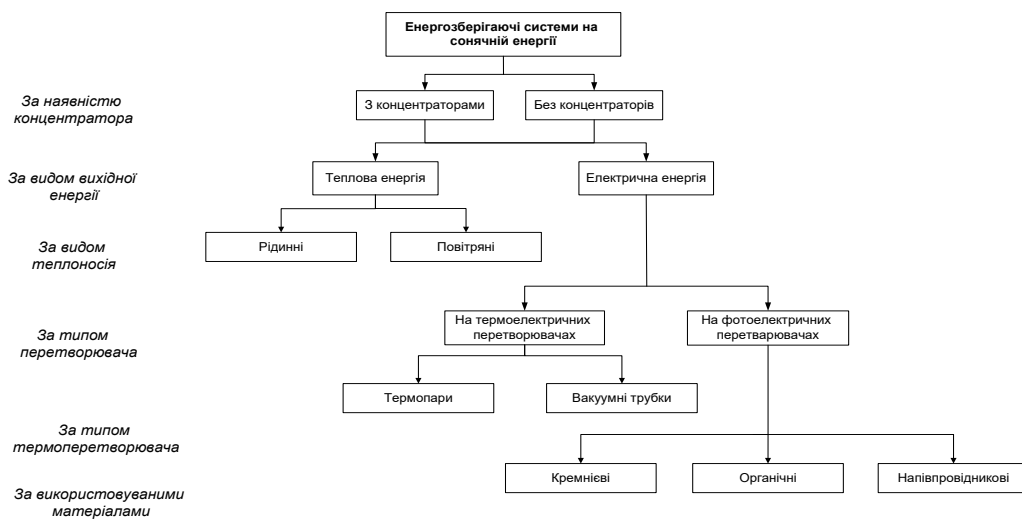 Енергозберігаючі системи на
сонячній енергії
За наявністю
концентратора
З концентраторами
Без концентраторів
За видом вихідної
енергії
Теплова енергія
Електрична енергія
За видом
теплоносія
Рідинні
Повітряні
За типом
перетворювача
На термоелектричних
перетворювачах
На фотоелектричних
перетварювачах
Термопари
Вакуумні трубки
За типом
термоперетворювача
Кремнієві
Органічні
Напівпровідникові
За використовуваними
матеріалами